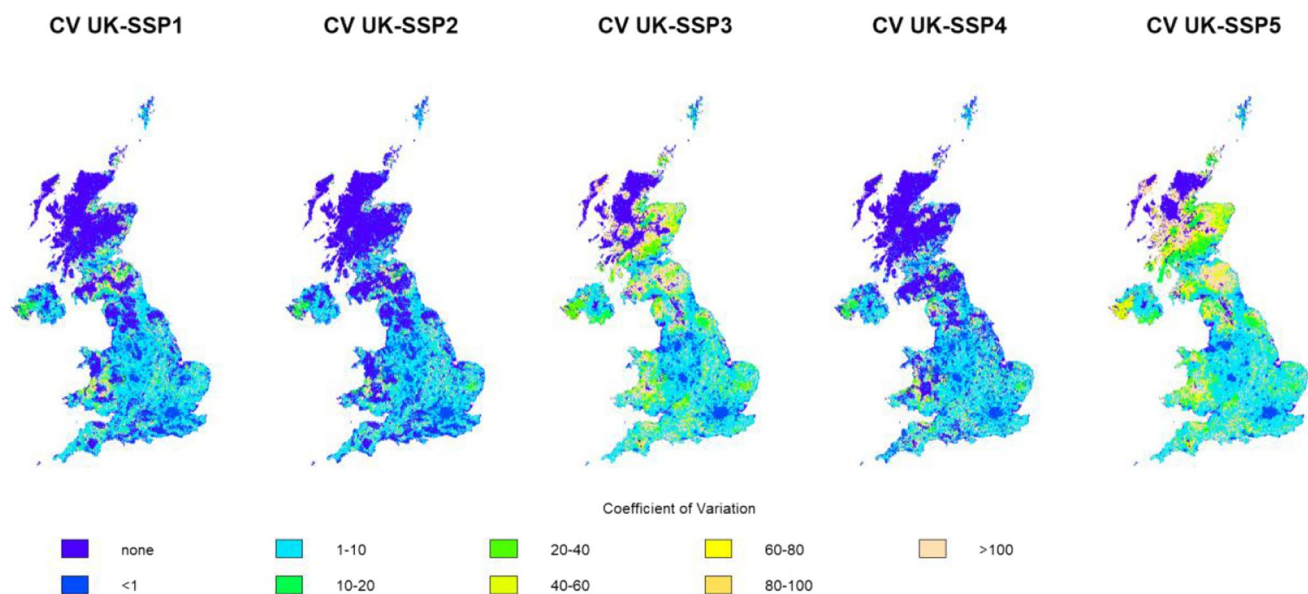 CV UK-SSP1 CV UK-SSP2 CV UK-SSP3 CV UK-SSP4 CV UK-SSP5
Coefficient of Variation
none 1-10 20-40 60-80 >100
<1 10-20 40-60 80-100